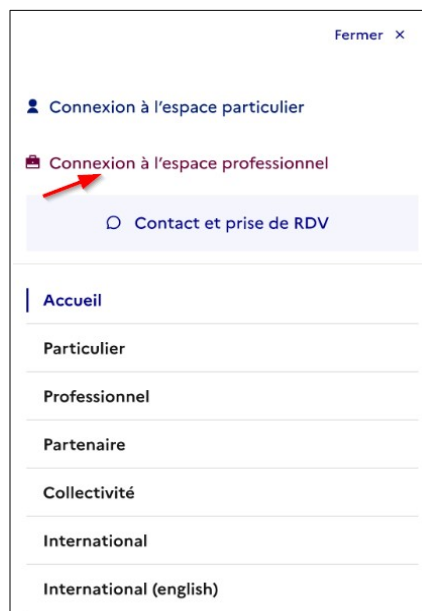 Fermer ×
Connexion à l'espace particulier
Connexion à l'espace professionnel
Contact et prise de RDV
Accueil
Particulier
Professionnel
Partenaire
Collectivité
International
International (english)